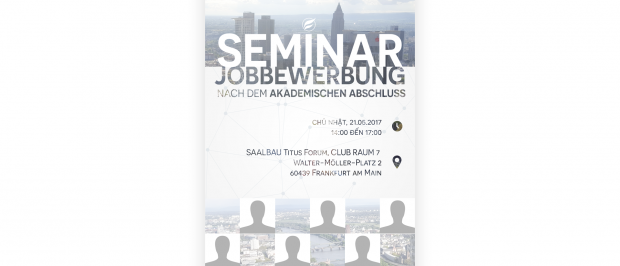 SEMINAR
JOBBEWERBUNG
NACH DEM AKADEMISCHEN ABSCHLUSS
CHỦ NHẬT, 21.05.2017
14:00 ĐẾN 17:00
SAALBAU TITUS FORUM, CLUB RAUM 7
WALTER-MÖLLER-PLATZ 2
60439 FRANKFURT AM MAIN